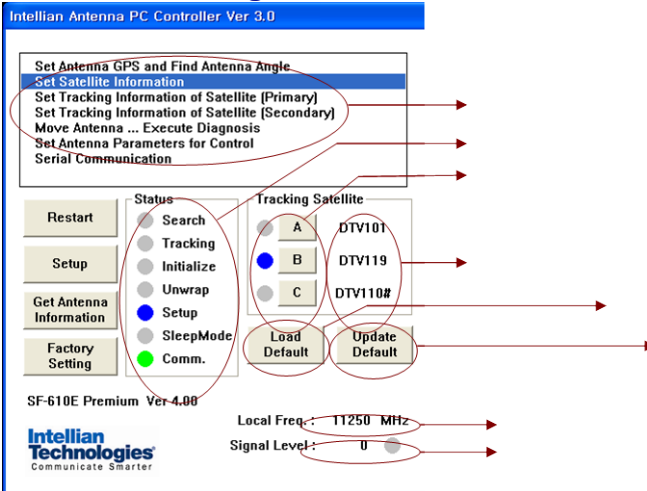 Intellian Antenna PC Controller Ver 3.0
Set Antenna GPS and Find Antenna Angle
Set Satellite Information
Set Tracking Information of Satellite (Primary)
Set Tracking Information of Satellite (Secondary)
Move Antenna ... Execute Diagnosis
Set Antenna Parameters for Control
Serial Communication
Restart
Setup
Get Antenna
Information
Factory
Setting
Status
Search
Tracking
Initialize
Unwrap
Setup
SleepMode
Comm.
Tracking Satellite
A DTV101
B DTV119
C DTV110#
Load
Default
Update
Default
SF-610E Premium Ver 4.00
Local Freq. : 11250 MHz
Signal Level : 0
Intellian
Technologies
Communicate Smarter